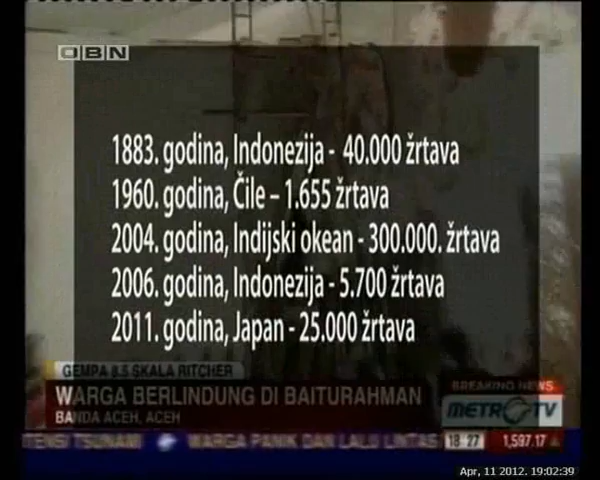 OBN
1883. godina, Indonezija - 40.000 žrtava
1960. godina, Čile – 1.655 žrtava
2004. godina, Indijski okean - 300.000. žrtava
2006. godina, Indonezija - 5.700 žrtava
2011. godina, Japan - 25.000 žrtava
GEMPA 8.5 SKALA RITCHER
WARGA BERLINDUNG DI BAITURAHMAN
BANDA ACEH, ACEH
BREAKING NEWS
METRO TV
TENSI TSUNAMI WARGA PANIK DAN LALU LINTAS 18 27 1,597.17
Apr, 11 2012. 19:02:39